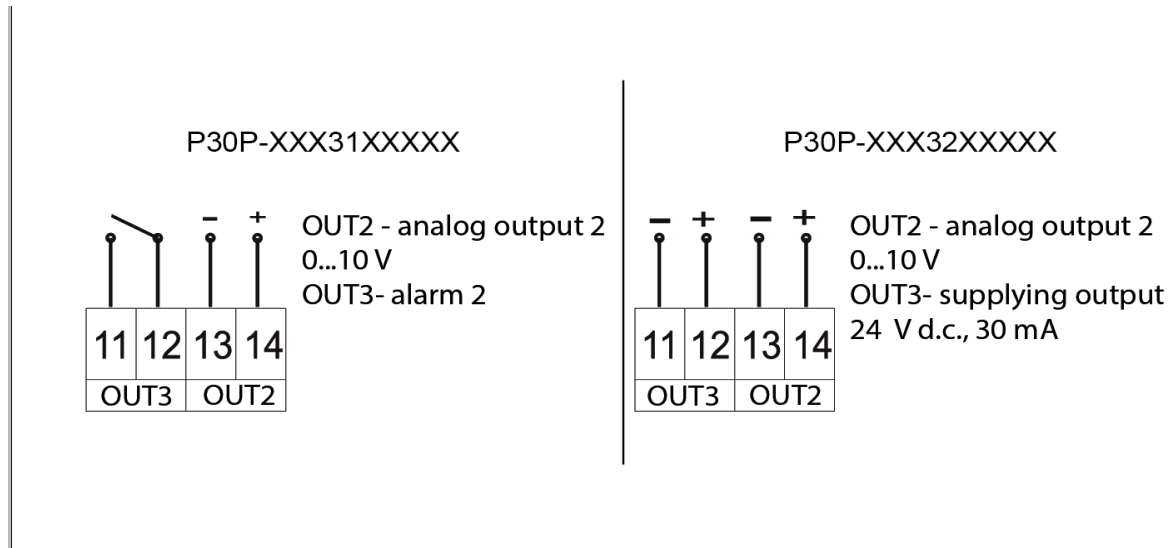 P30P-XXX31XXXXX
- +
OUT2 - analog output 2
0...10 V
OUT3- alarm 2
11 12 13 14
OUT3 OUT2
P30P-XXX32XXXXX
- + - +
OUT2 - analog output 2
0...10 V
OUT3- supplying output
24 V d.c., 30 mA
11 12 13 14
OUT3 OUT2